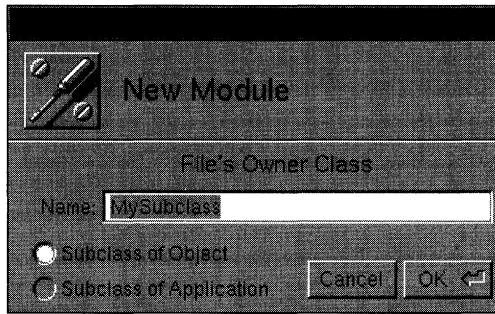 New Module
File's Owner Class
Name: MySubclass
Subclass of Object
Subclass of Application
Cancel OK